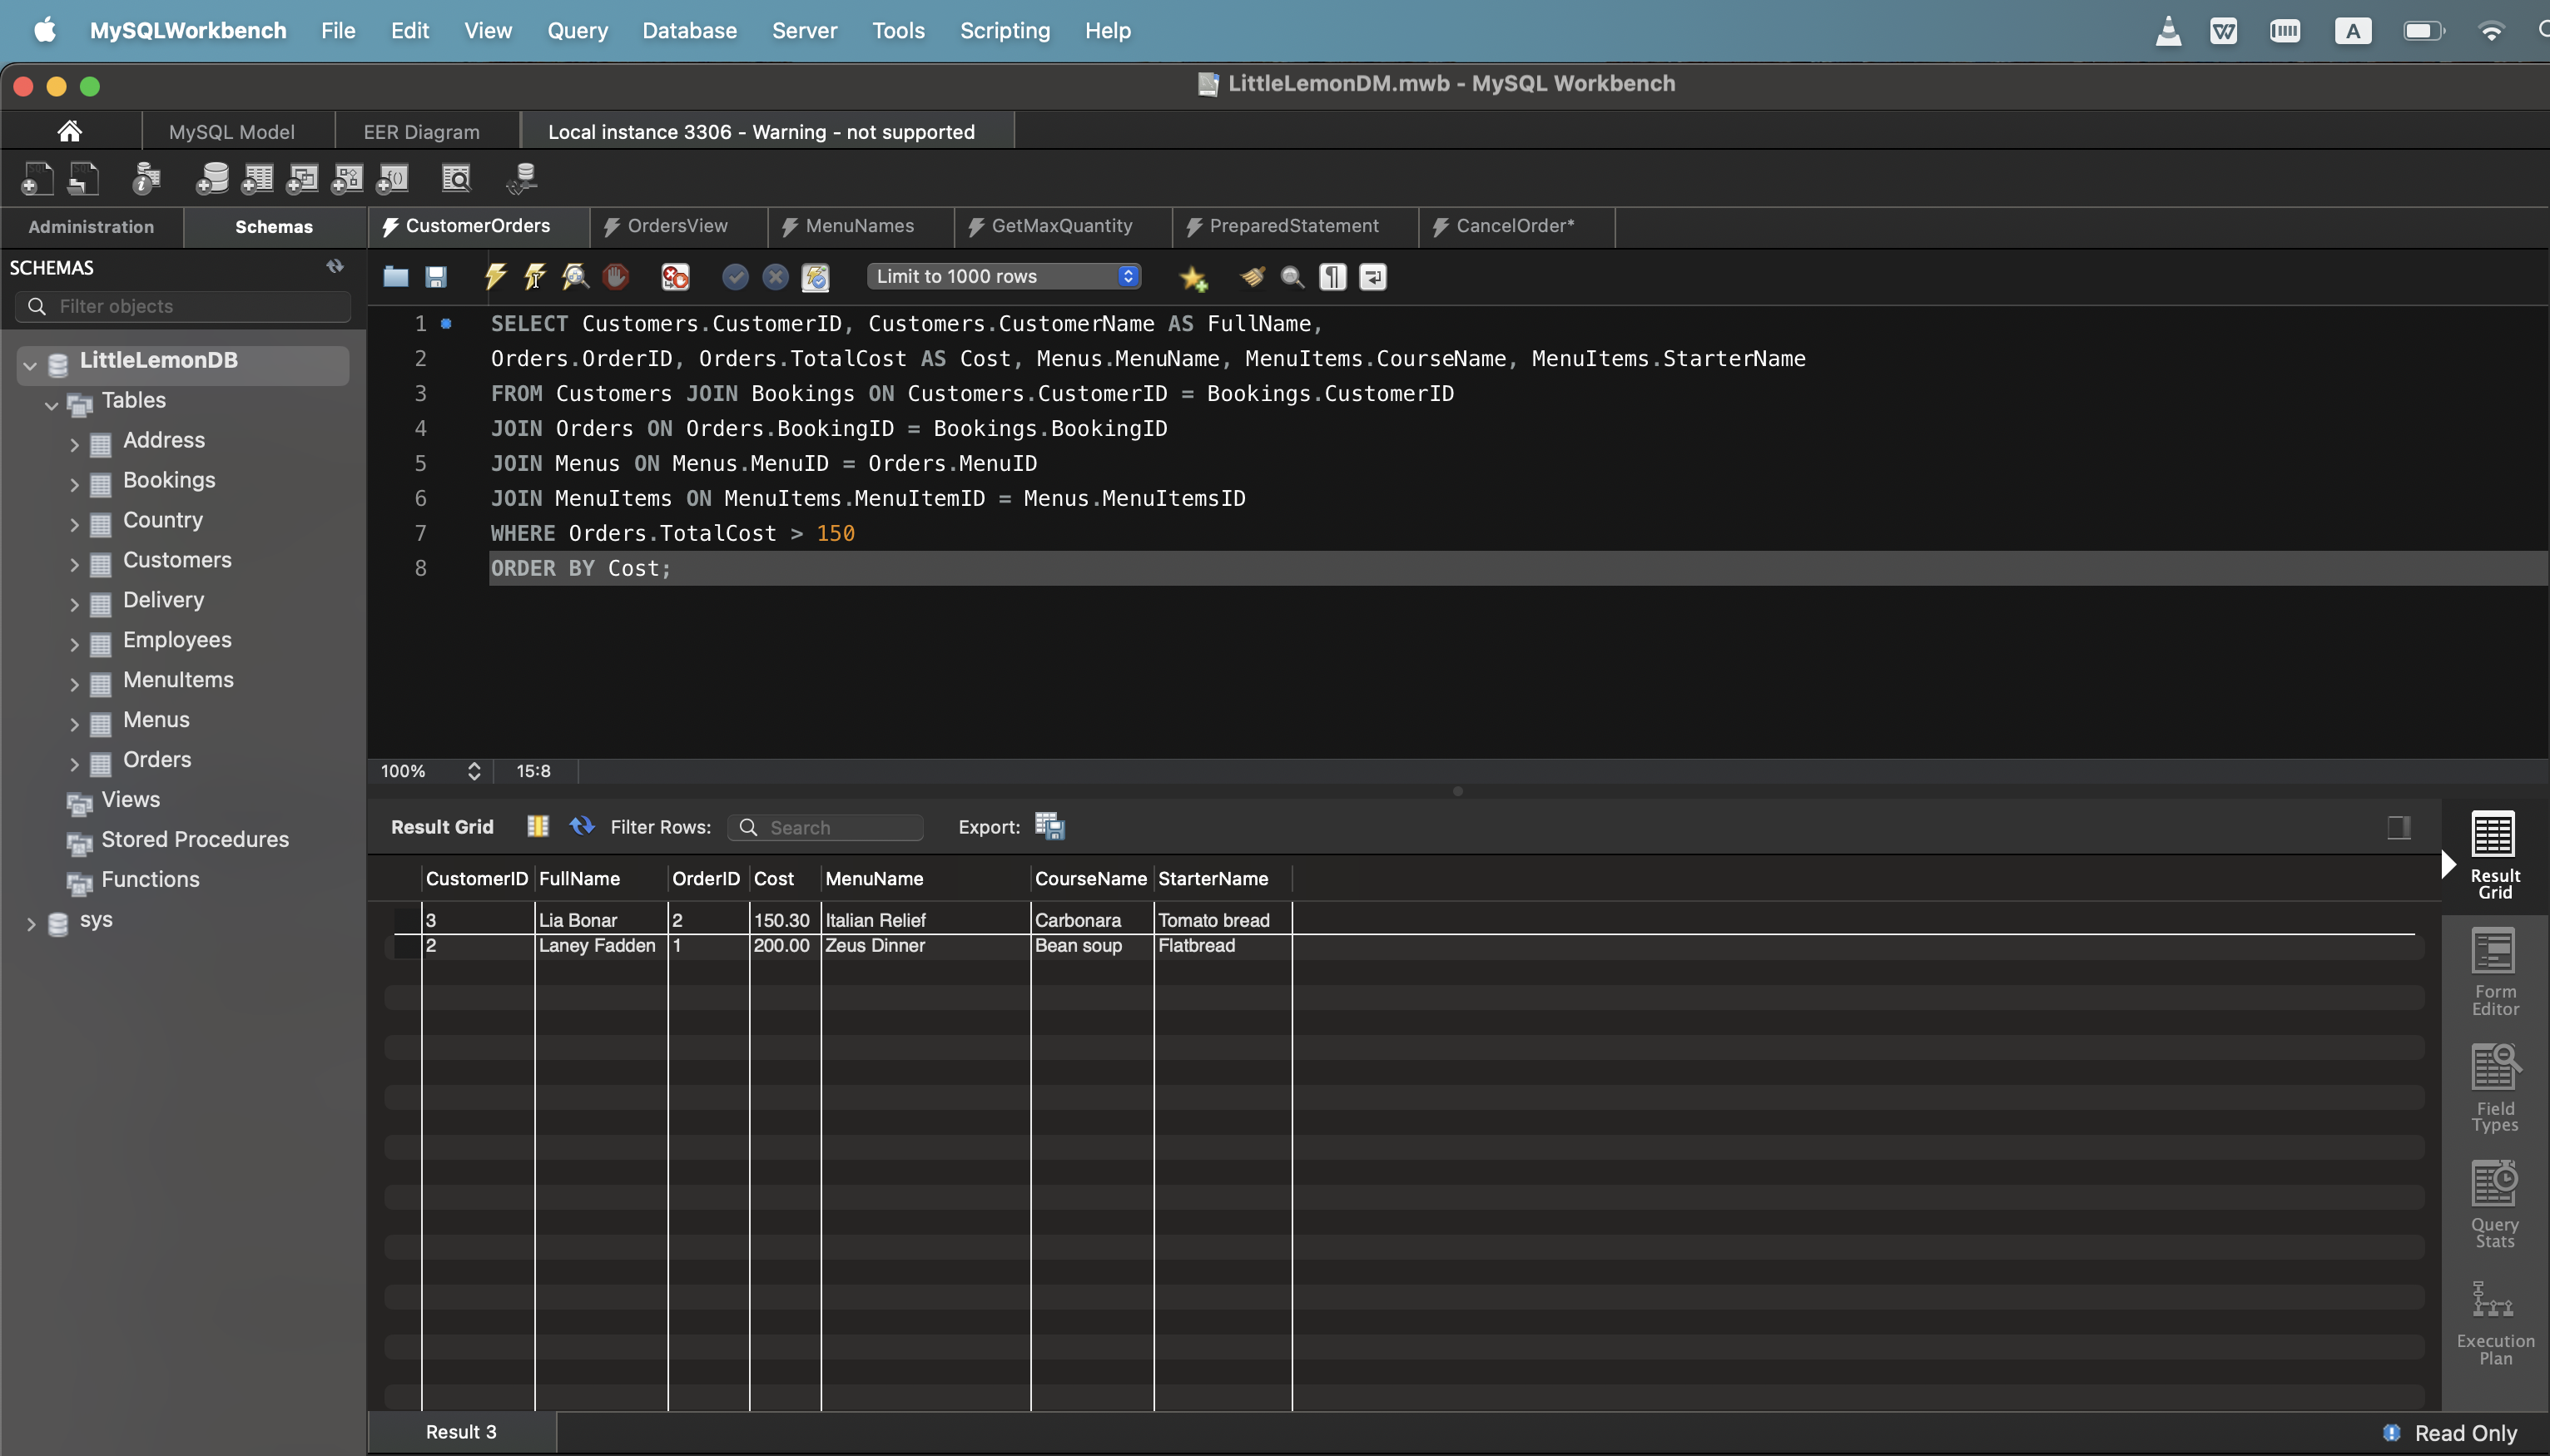 MySQLWorkbench File Edit View Query Database Server Tools Scripting Help
A
LittleLemonDM.mwb - MySQL Workbench
MySQL Model EER Diagram Local instance 3306 - Warning - not supported
Administration Schemas CustomerOrders OrdersView MenuNames GetMaxQuantity PreparedStatement CancelOrder*
SCHEMAS
Limit to 1000 rows
Filter objects
LittleLemonDB
Tables
Address
Bookings
Country
Customers
Delivery
Employees
MenuItems
Menus
Orders
Views
Stored Procedures
Functions
sys
1 SELECT Customers.CustomerID, Customers.CustomerName AS FullName,
2 Orders.OrderID, Orders.TotalCost AS Cost, Menus.MenuName, MenuItems.CourseName, MenuItems.StarterName
3 FROM Customers JOIN Bookings ON Customers.CustomerID = Bookings.CustomerID
4 JOIN Orders ON Orders.BookingID = Bookings.BookingID
5 JOIN Menus ON Menus.MenuID = Orders.MenuID
6 JOIN MenuItems ON MenuItems.MenuItemID = Menus.MenuItemsID
7 WHERE Orders.TotalCost > 150
8 ORDER BY Cost;
100% 15:8
Result Grid Filter Rows: Search Export:
CustomerID FullName OrderID Cost MenuName CourseName StarterName
3 Lia Bonar 2 150.30 Italian Relief Carbonara Tomato bread
2 Laney Fadden 1 200.00 Zeus Dinner Bean soup Flatbread
Result
Grid
Form
Editor
Field
Types
Query
Stats
Execution
Plan
Result 3
Read Only